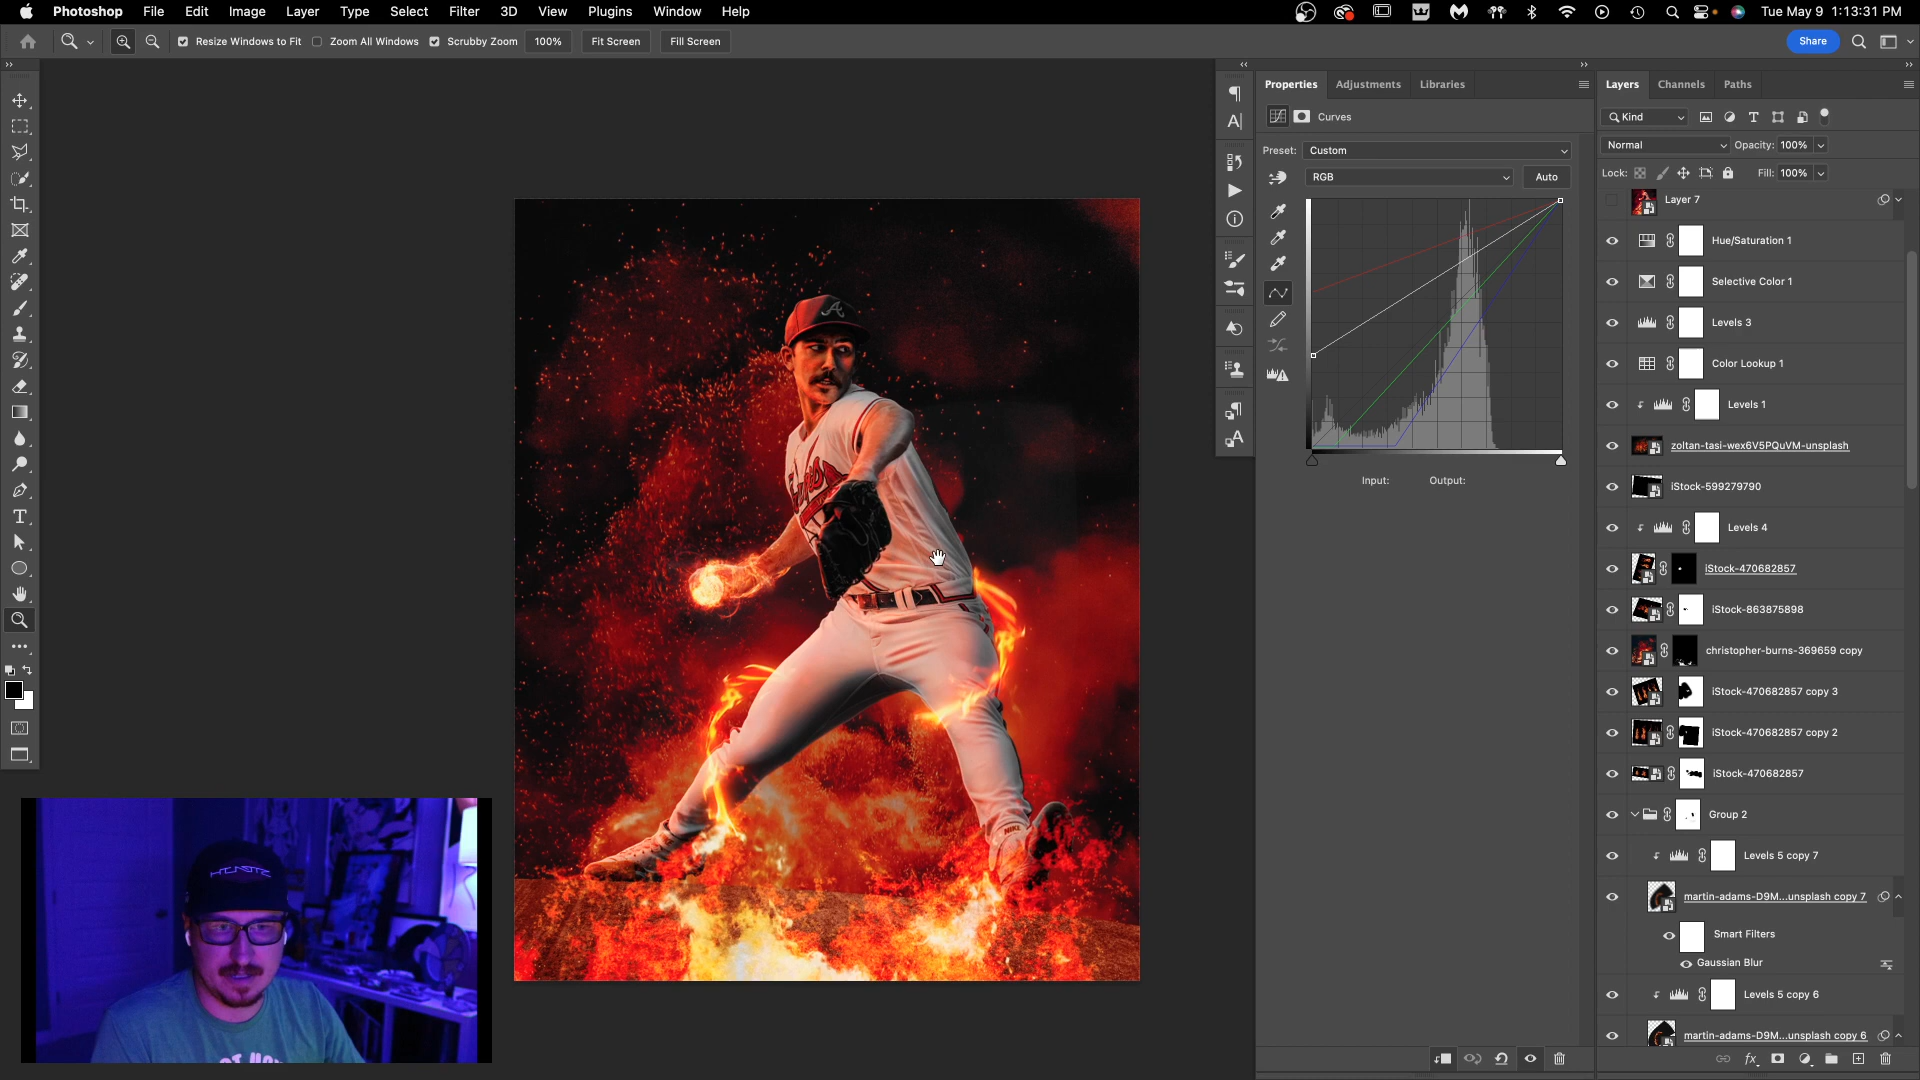 Photoshop File Edit Image Layer Type Select Filter 3D View Plugins Window Help Tue May 9 1:13:31 PM
Resize Windows to Fit Zoom All Windows Scrubby Zoom 100% Fit Screen Fill Screen Share
Properties Adjustments Libraries
Curves
Preset: Custom
RGB Auto
Input: Output:
Layers Channels Paths
Kind
Normal Opacity: 100%
Lock: Fill: 100%
Layer 7
Hue/Saturation 1
Selective Color 1
Levels 3
Color Lookup 1
Levels 1
zoltan-tasi-wex6V5PQuVM-unsplash
iStock-599279790
Levels 4
iStock-470682857
iStock-863875898
christopher-burns-369659 copy
iStock-470682857 copy 3
iStock-470682857 copy 2
iStock-470682857
Group 2
Levels 5 copy 7
martin-adams-D9M...unsplash copy 7
Smart Filters
Gaussian Blur
Levels 5 copy 6
martin-adams-D9M...unsplash copy 6
A
NIKE